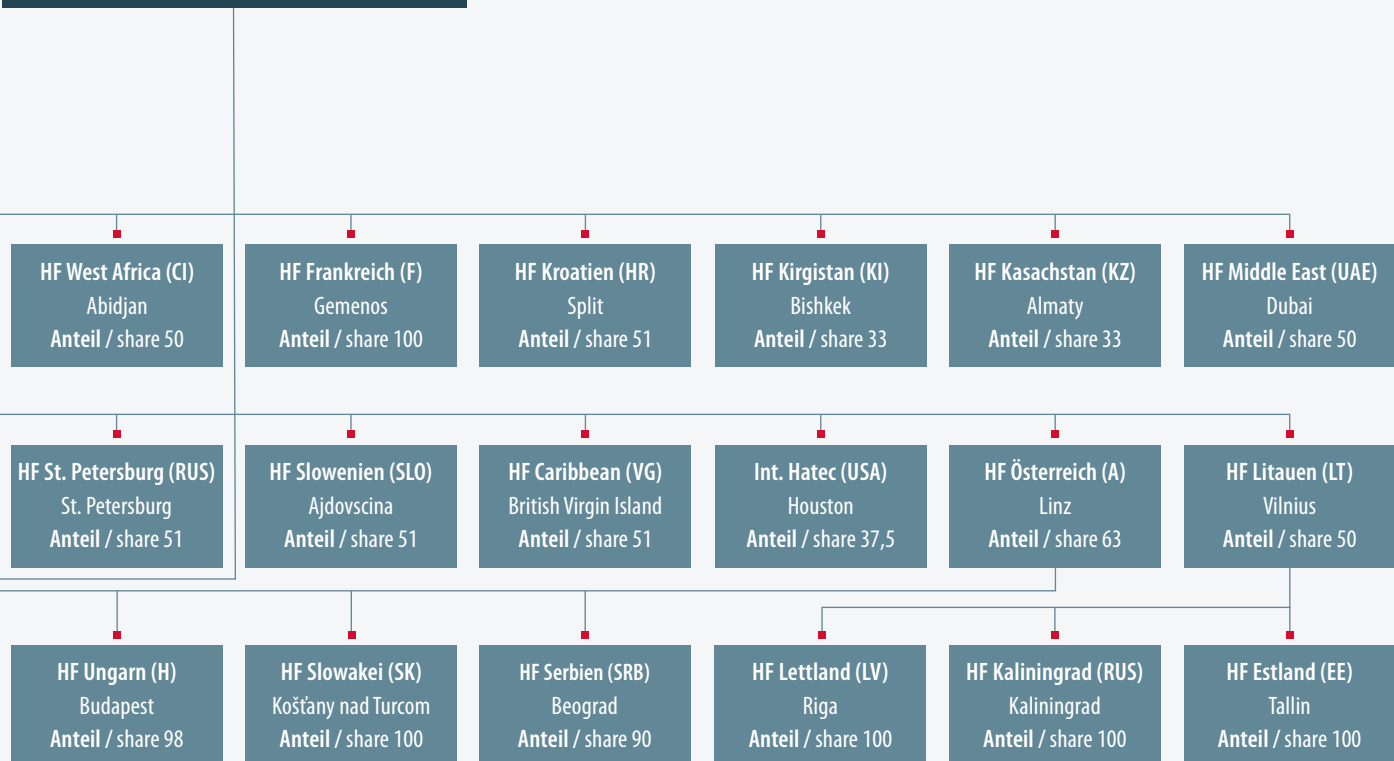 HF West Africa (CI)
Abidjan
Anteil / share 50
HF Frankreich (F)
Gemenos
Anteil / share 100
HF Kroatien (HR)
Split
Anteil / share 51
HF Kirgistan (KI)
Bishkek
Anteil / share 33
HF Kasachstan (KZ)
Almaty
Anteil / share 33
HF Middle East (UAE)
Dubai
Anteil / share 50
HF St. Petersburg (RUS)
St. Petersburg
Anteil / share 51
HF Slowenien (SLO)
Ajdovscina
Anteil / share 51
HF Caribbean (VG)
British Virgin Island
Anteil / share 51
Int. Hatec (USA)
Houston
Anteil / share 37,5
HF Österreich (A)
Linz
Anteil / share 63
HF Litauen (LT)
Vilnius
Anteil / share 50
HF Ungarn (H)
Budapest
Anteil / share 98
HF Slowakei (SK)
Košťany nad Turcom
Anteil / share 100
HF Serbien (SRB)
Beograd
Anteil / share 90
HF Lettland (LV)
Riga
Anteil / share 100
HF Kaliningrad (RUS)
Kaliningrad
Anteil / share 100
HF Estland (EE)
Tallin
Anteil / share 100